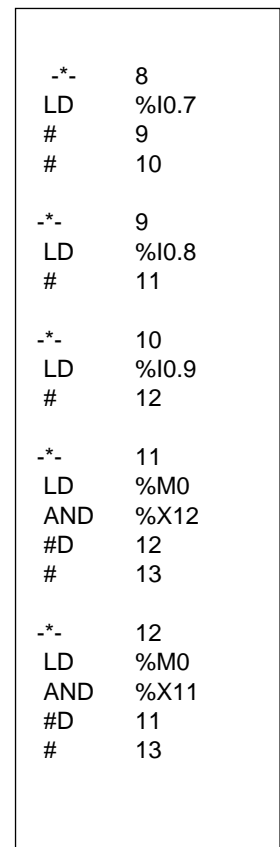 -*- 8
LD %I0.7
# 9
# 10
-*- 9
LD %I0.8
# 11
-*- 10
LD %I0.9
# 12
-*- 11
LD %M0
AND %X12
#D 12
# 13
-*- 12
LD %M0
AND %X11
#D 11
# 13